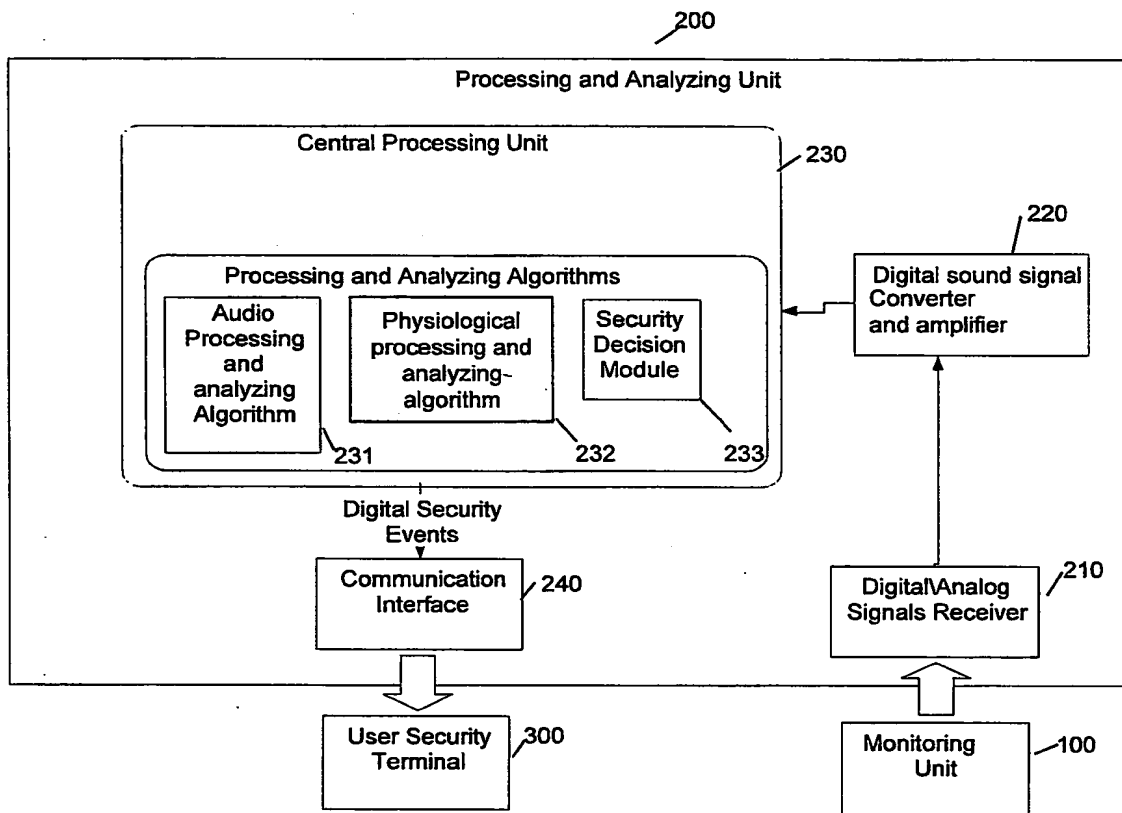 200
Processing and Analyzing Unit
Central Processing Unit
230
220
Digital sound signal
Converter
and amplifier
Processing and Analyzing Algorithms
Audio
Processing
and
analyzing
Algorithm
231
Physiological
processing and
analyzing-
algorithm
232
Security
Decision
Module
233
Digital Security
Events
Communication
Interface
240
Digital\Analog
Signals Receiver
210
User Security
Terminal
300
Monitoring
Unit
100